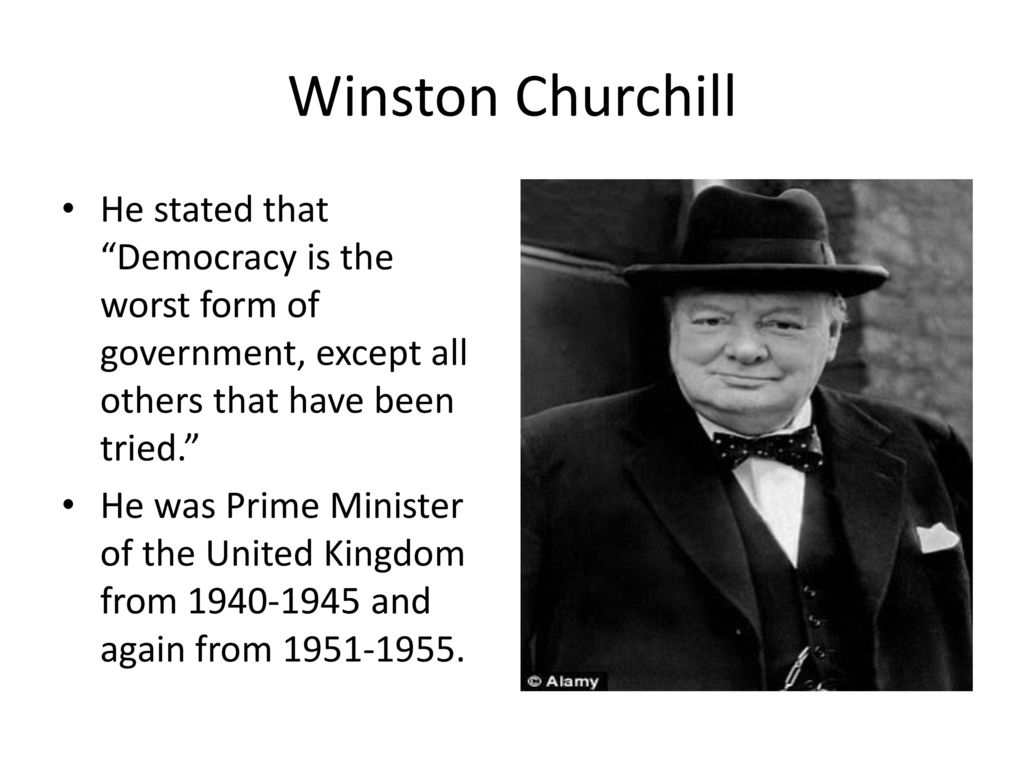 Winston Churchill
• He stated that
“Democracy is the
worst form of
government, except all
others that have been
tried.”
• He was Prime Minister
of the United Kingdom
from 1940-1945 and
again from 1951-1955.
© Alamy